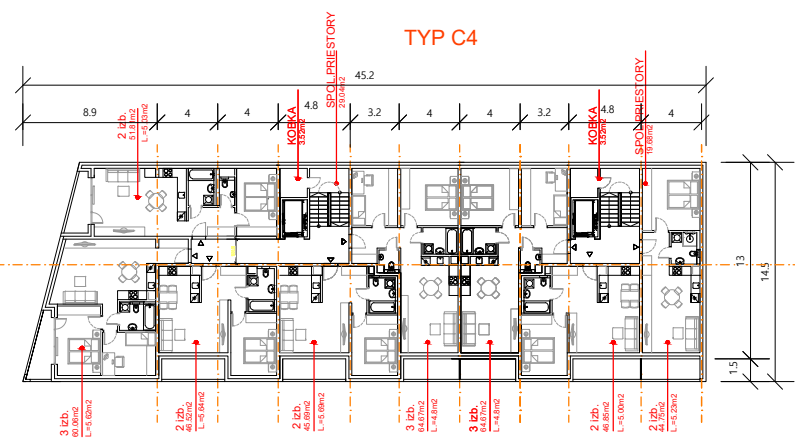 TYP C4
45.2
8.9
4
4
4.8
3.2
4
4
3.2
4.8
4
2 izb.
51.81m2
L.=5.03m2
KOBKA
3.52m2
SPOL.PRIESTORY
29.04m2
KOBKA
3.52m2
SPOL.PRIESTORY
19.68m2
13
14.5
1.5
3 izb.
60.06m2
L.=5.62m2
2 izb.
46.52m2
L.=5.64m2
2 izb.
45.69m2
L.=5.69m2
3 izb.
64.67m2
L.=4.8m2
3 izb.
64.67m2
L.=4.8m2
2 izb.
46.85m2
L.=5.00m2
2 izb.
44.75m2
L.=5.23m2